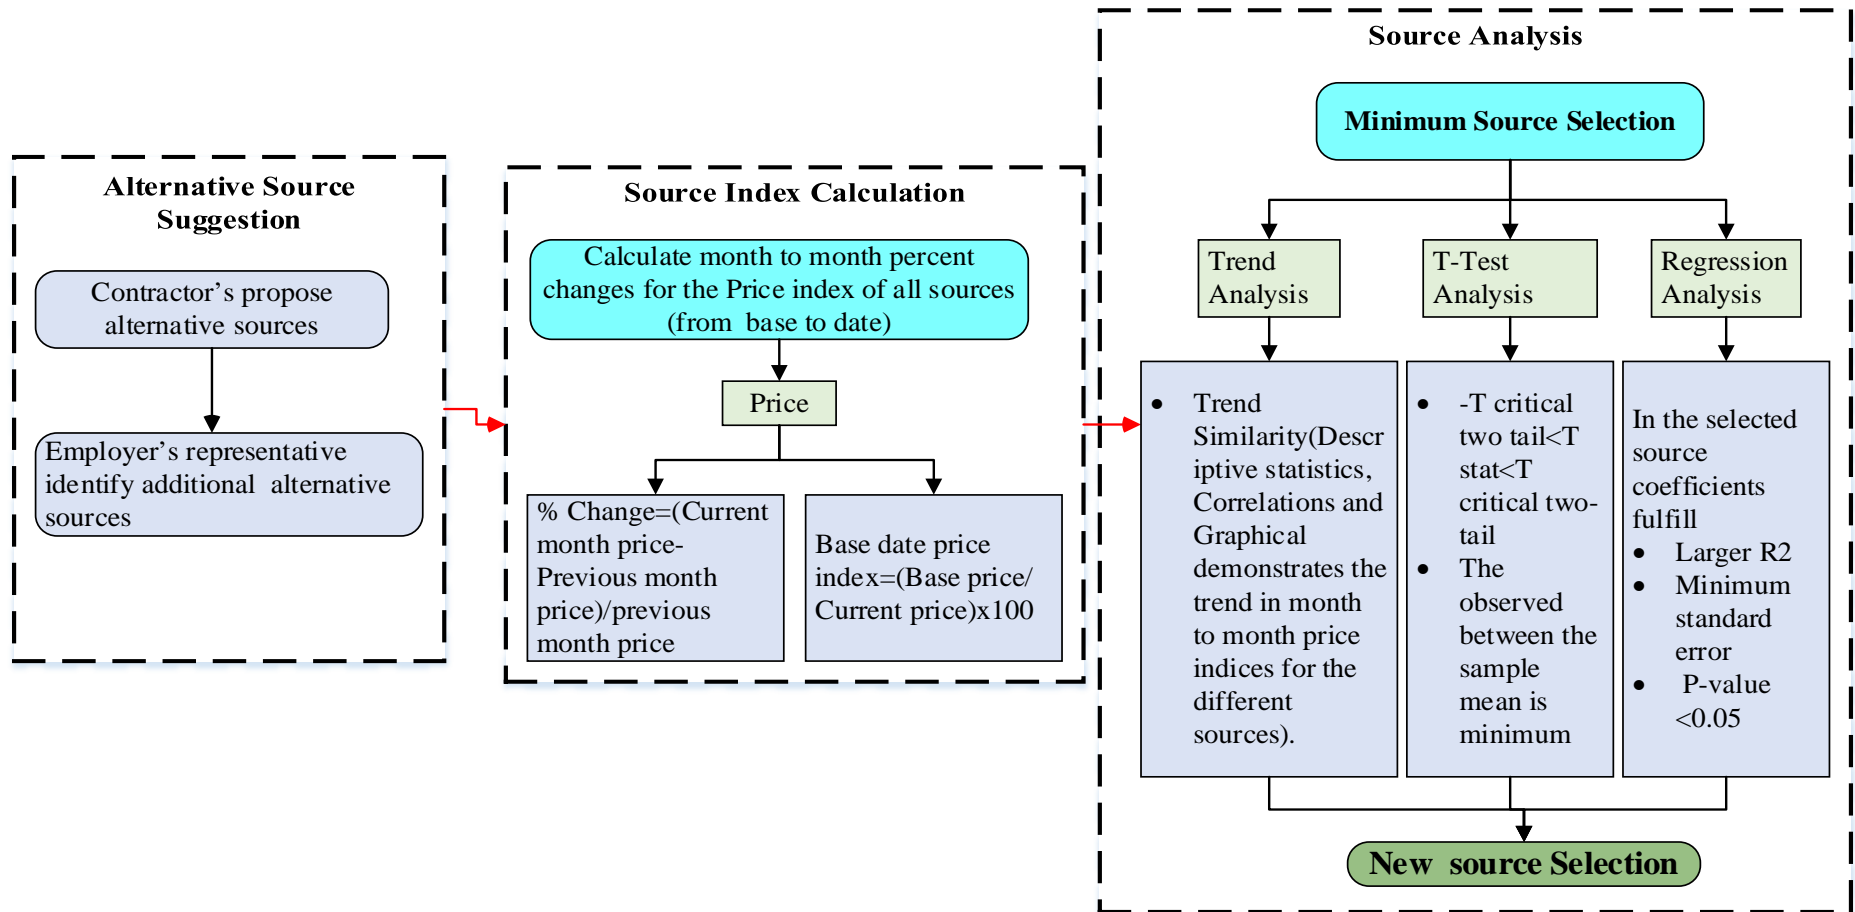 Alternative Source
Suggestion
Contractor’s propose
alternative sources
Employer’s representative
identify additional alternative
sources
Source Index Calculation
Calculate month to month percent
changes for the Price index of all sources
(from base to date)
Price
% Change=(Current
month price-
Previous month
price)/previous
month price
Base date price
index=(Base price/
Current price)x100
Source Analysis
Minimum Source Selection
Trend
Analysis
T-Test
Analysis
Regression
Analysis
• Trend
Similarity(Descr
iptive statistics,
Correlations and
Graphical
demonstrates the
trend in month
to month price
indices for the
different
sources).
• -T critical
two tail<T
stat<T
critical two-
tail
• The
observed
between the
sample
mean is
minimum
In the selected
source
coefficients
fulfill
• Larger R2
• Minimum
standard
error
• P-value
<0.05
New source Selection